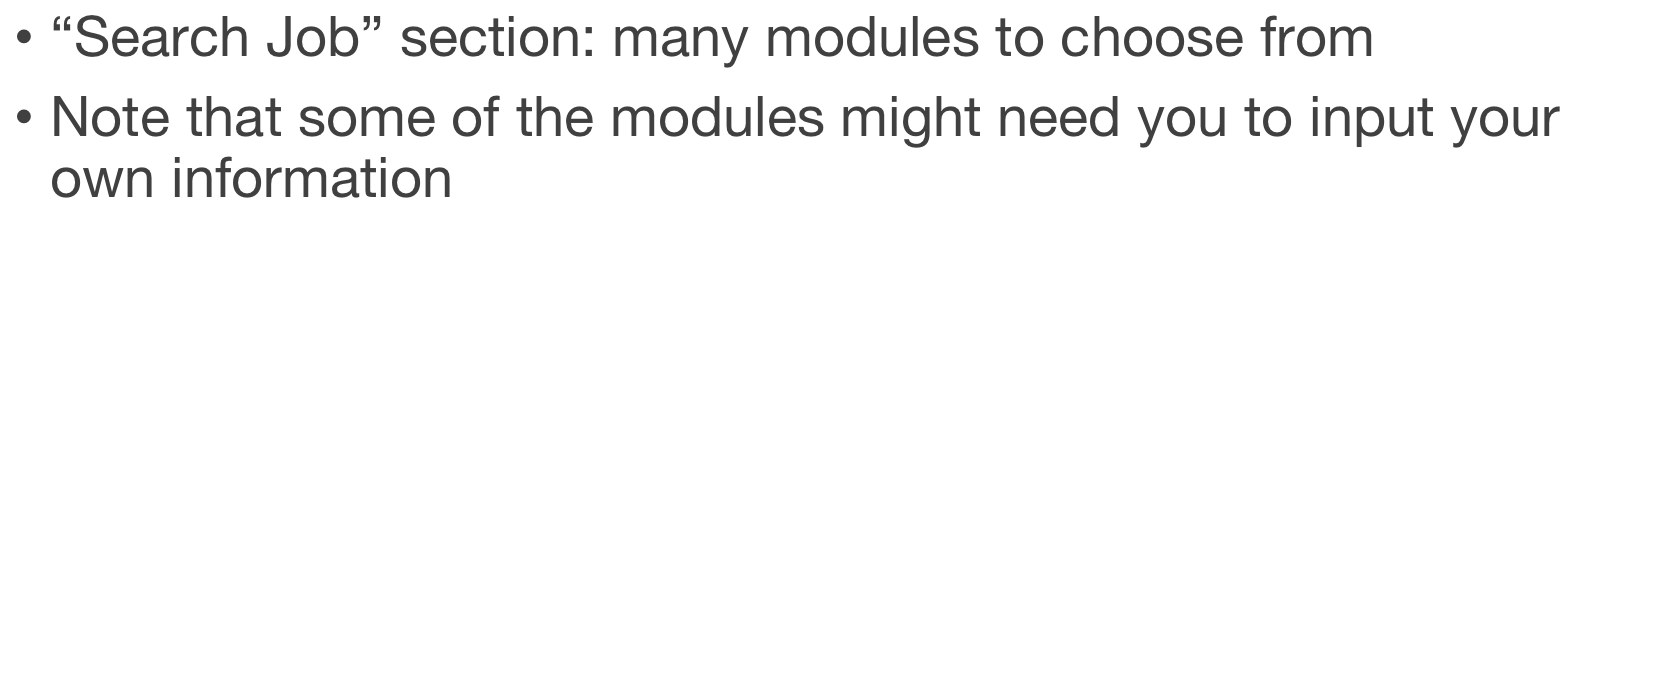 • “Search Job” section: many modules to choose from
• Note that some of the modules might need you to input your
own information